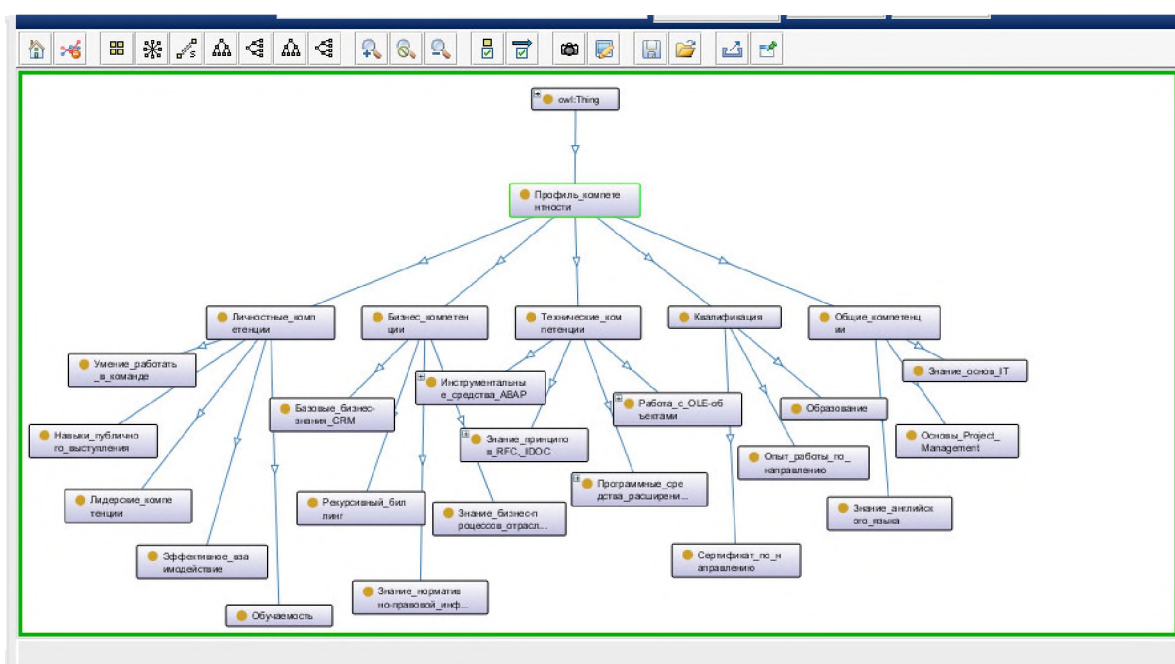 owl:Thing
Профиль_компете
нтности
Личностные_комп
етенции
Бизнес_компетен
ции
Технические_ком
петенции
Квалификация
Общие_компетенц
ии
Умение_работать
_в_команде
Инструментальны
е_средства_ABAP
Знание_основ_IT
Базовые_бизнес-
знания_CRM
Работа_с_OLE-об
ъектами
Образование
Навыки_публично
го_выступления
Знание_принципо
в_RFC,_IDOC
Основы_Project_
Management
Опыт_работы_по_
направлению
Программные_сре
дства_расширени...
Лидерские_компе
тенции
Рекурсивный_бил
линг
Знание_бизнес-п
роцессов_отрасл...
Знание_английск
ого_языка
Эффективное_вза
имодействие
Сертификат_по_н
аправлению
Знание_норматив
но-правовой_инф...
Обучаемость